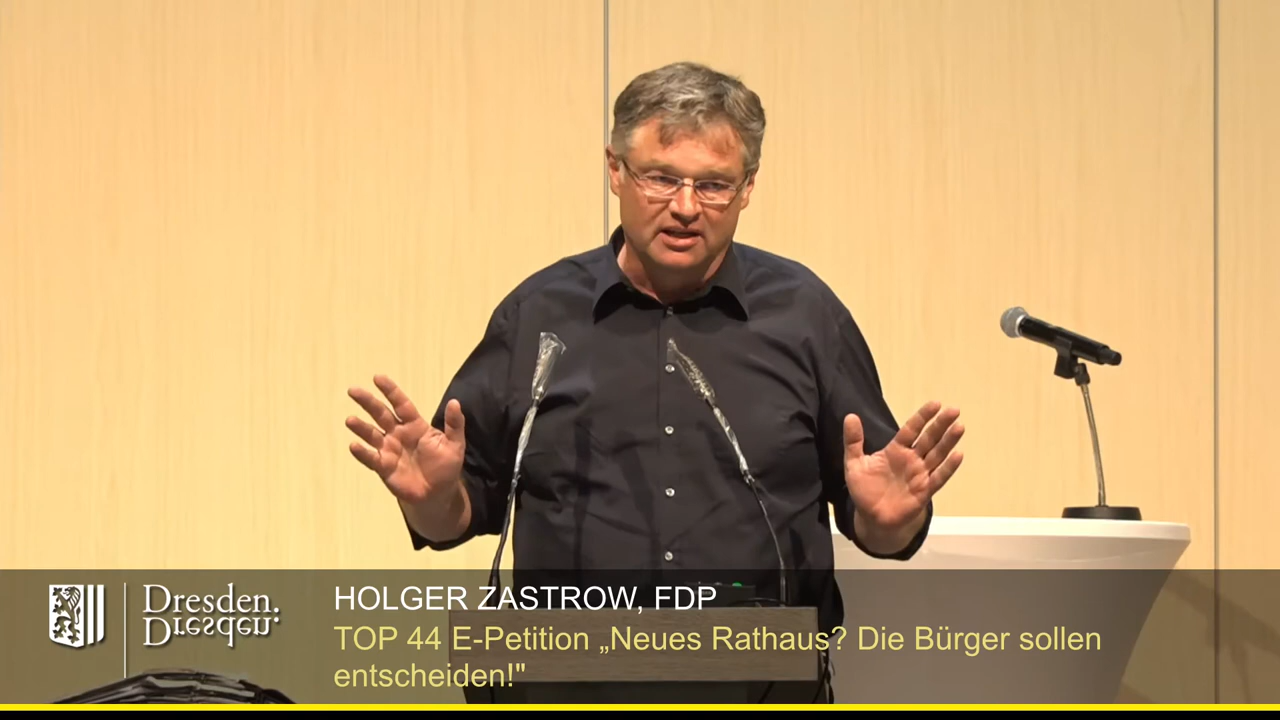 Dresden.
Dresden.
HOLGER ZASTROW, FDP
TOP 44 E-Petition „Neues Rathaus? Die Bürger sollen
entscheiden!"